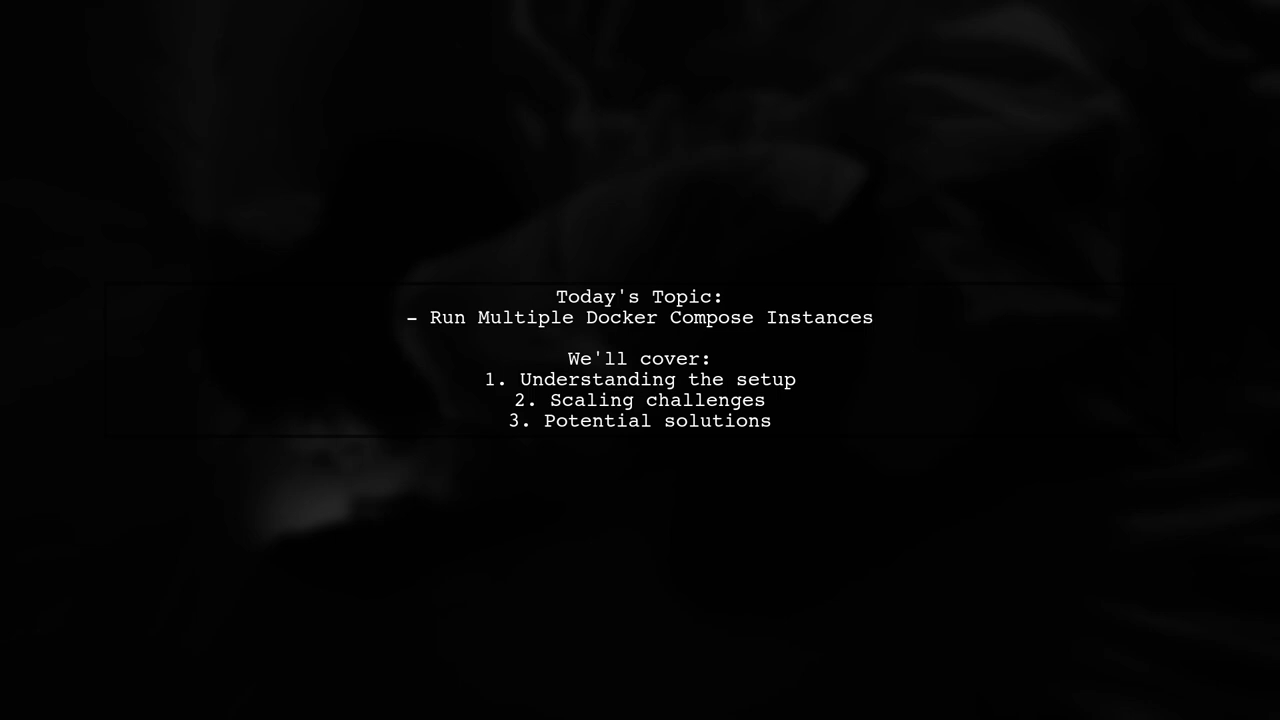 Today's Topic:
- Run Multiple Docker Compose Instances
We'll cover:
1. Understanding the setup
2. Scaling challenges
3. Potential solutions